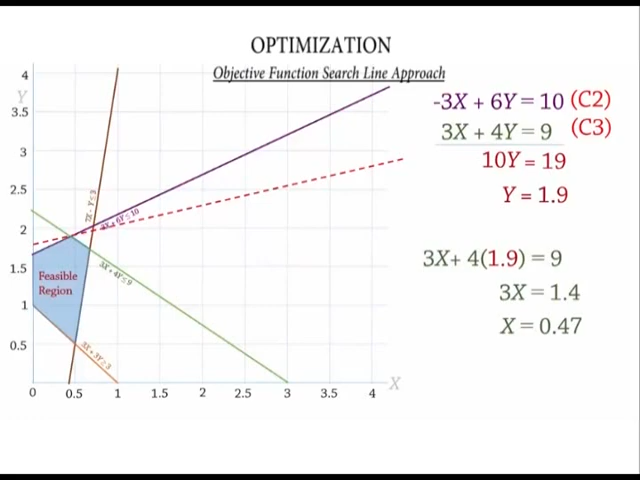 OPTIMIZATION
Objective Function Search Line Approach
-3X + 6Y = 10 (C2)
3X + 4Y = 9 (C3)
10Y = 19
Y = 1.9
3X + 4(1.9) = 9
3X = 1.4
X = 0.47
Y
4
3.5
3
2.5
2
1.5
1
0.5
0 0.5 1 1.5 2 2.5 3 3.5 4
X
Feasible
Region
3X + 4Y ≤ 9
3X + 3Y ≥ 3